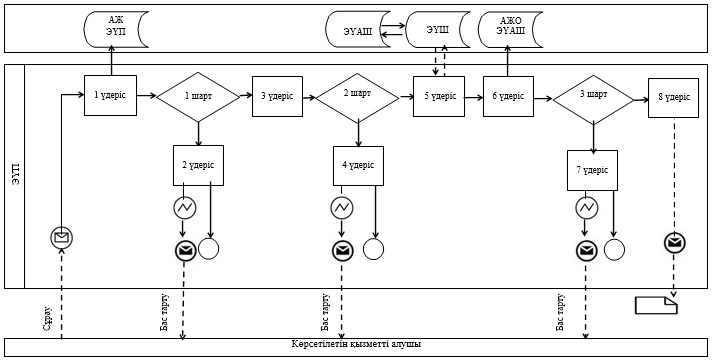 АЖ
ЭҮП
ЭҮАШ
ЭҮШ
АЖО
ЭҮАШ
ЭҮП
1 үдеріс
1 шарт
3 үдеріс
2 шарт
5 үдеріс
6 үдеріс
3 шарт
8 үдеріс
2 үдеріс
4 үдеріс
7 үдеріс
Сұрау
Бас тарту
Бас тарту
Бас тарту
Көрсетілетін қызметті алушы